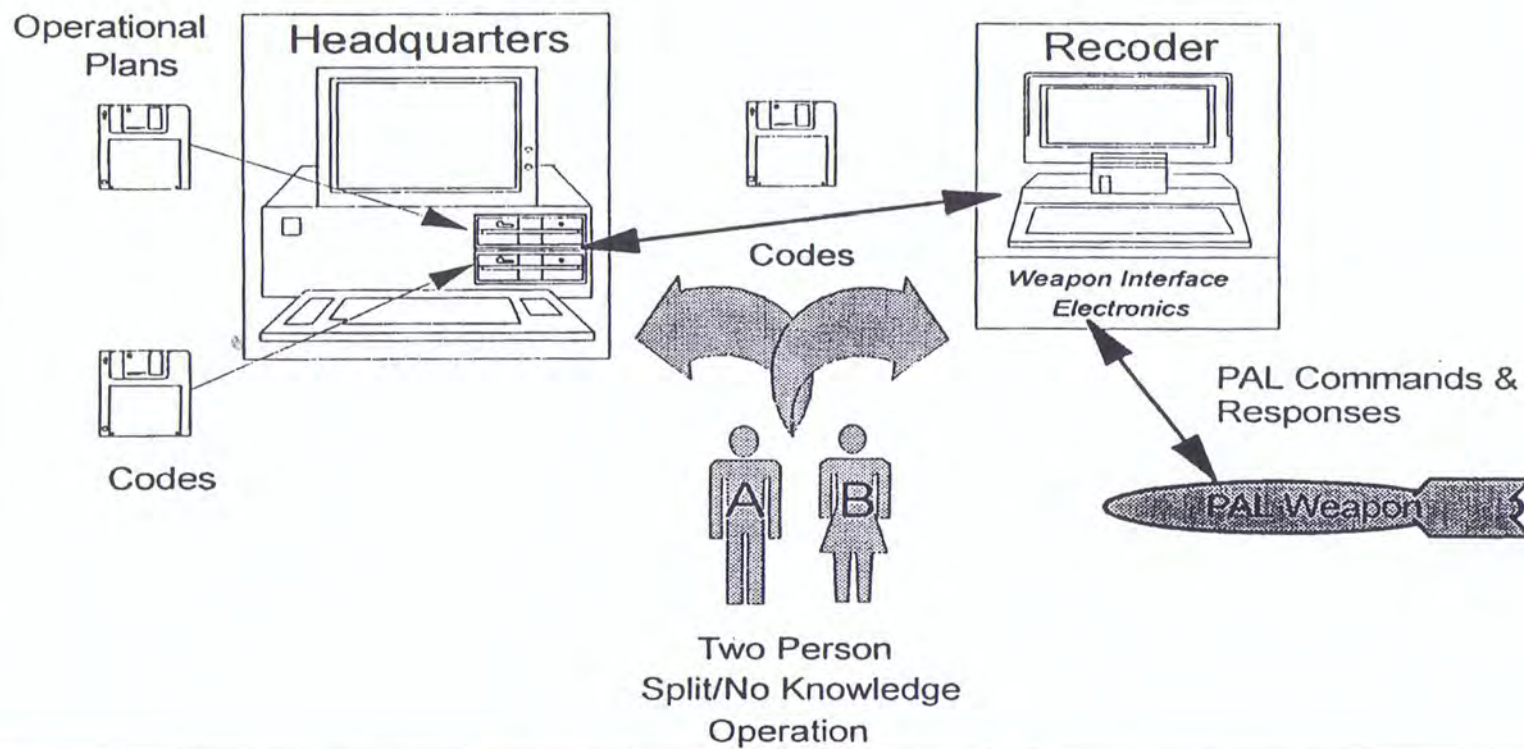 Operational
Plans
Headquarters
Recoder
Codes
Weapon Interface
Electronics
PAL Commands &
Responses
Codes
A
B
PAL Weapon
Two Person
Split/No Knowledge
Operation